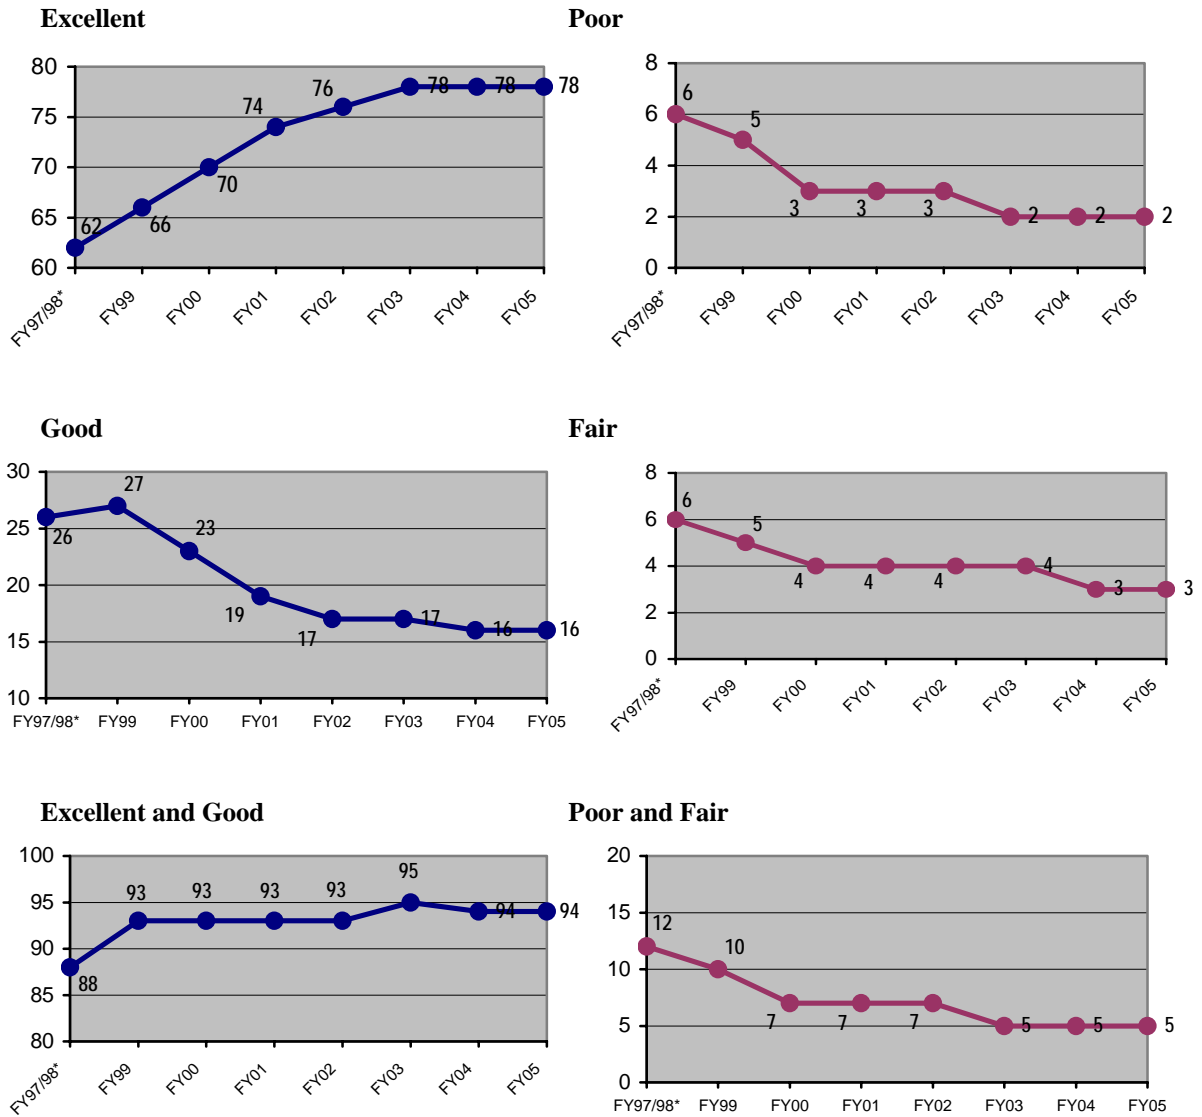 Excellent
80
75
70
65
60
62
66
70
74
76
78
78
78
FY97/98*
FY99
FY00
FY01
FY02
FY03
FY04
FY05
Poor
8
6
4
2
0
6
5
3
3
3
2
2
2
FY97/98*
FY99
FY00
FY01
FY02
FY03
FY04
FY05
Good
30
25
20
15
10
26
27
23
19
17
17
16
16
FY97/98*
FY99
FY00
FY01
FY02
FY03
FY04
FY05
Fair
8
6
4
2
0
6
5
4
4
4
4
3
3
FY97/98*
FY99
FY00
FY01
FY02
FY03
FY04
FY05
Excellent and Good
100
95
90
85
80
88
93
93
93
93
95
94
94
FY97/98*
FY99
FY00
FY01
FY02
FY03
FY04
FY05
Poor and Fair
20
15
10
5
0
12
10
7
7
7
5
5
5
FY97/98*
FY99
FY00
FY01
FY02
FY03
FY04
FY05